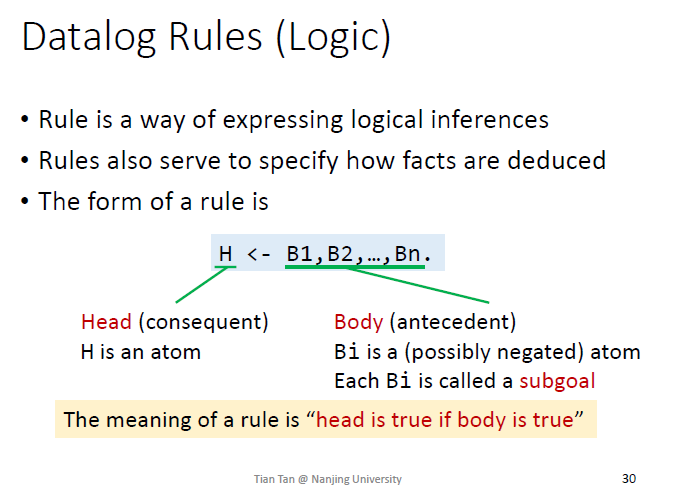 Datalog Rules (Logic)
• Rule is a way of expressing logical inferences
• Rules also serve to specify how facts are deduced
• The form of a rule is
H <- B1,B2,…,Bn.
Head (consequent)
H is an atom
Body (antecedent)
Bi is a (possibly negated) atom
Each Bi is called a subgoal
The meaning of a rule is “head is true if body is true”
Tian Tan @ Nanjing University
30